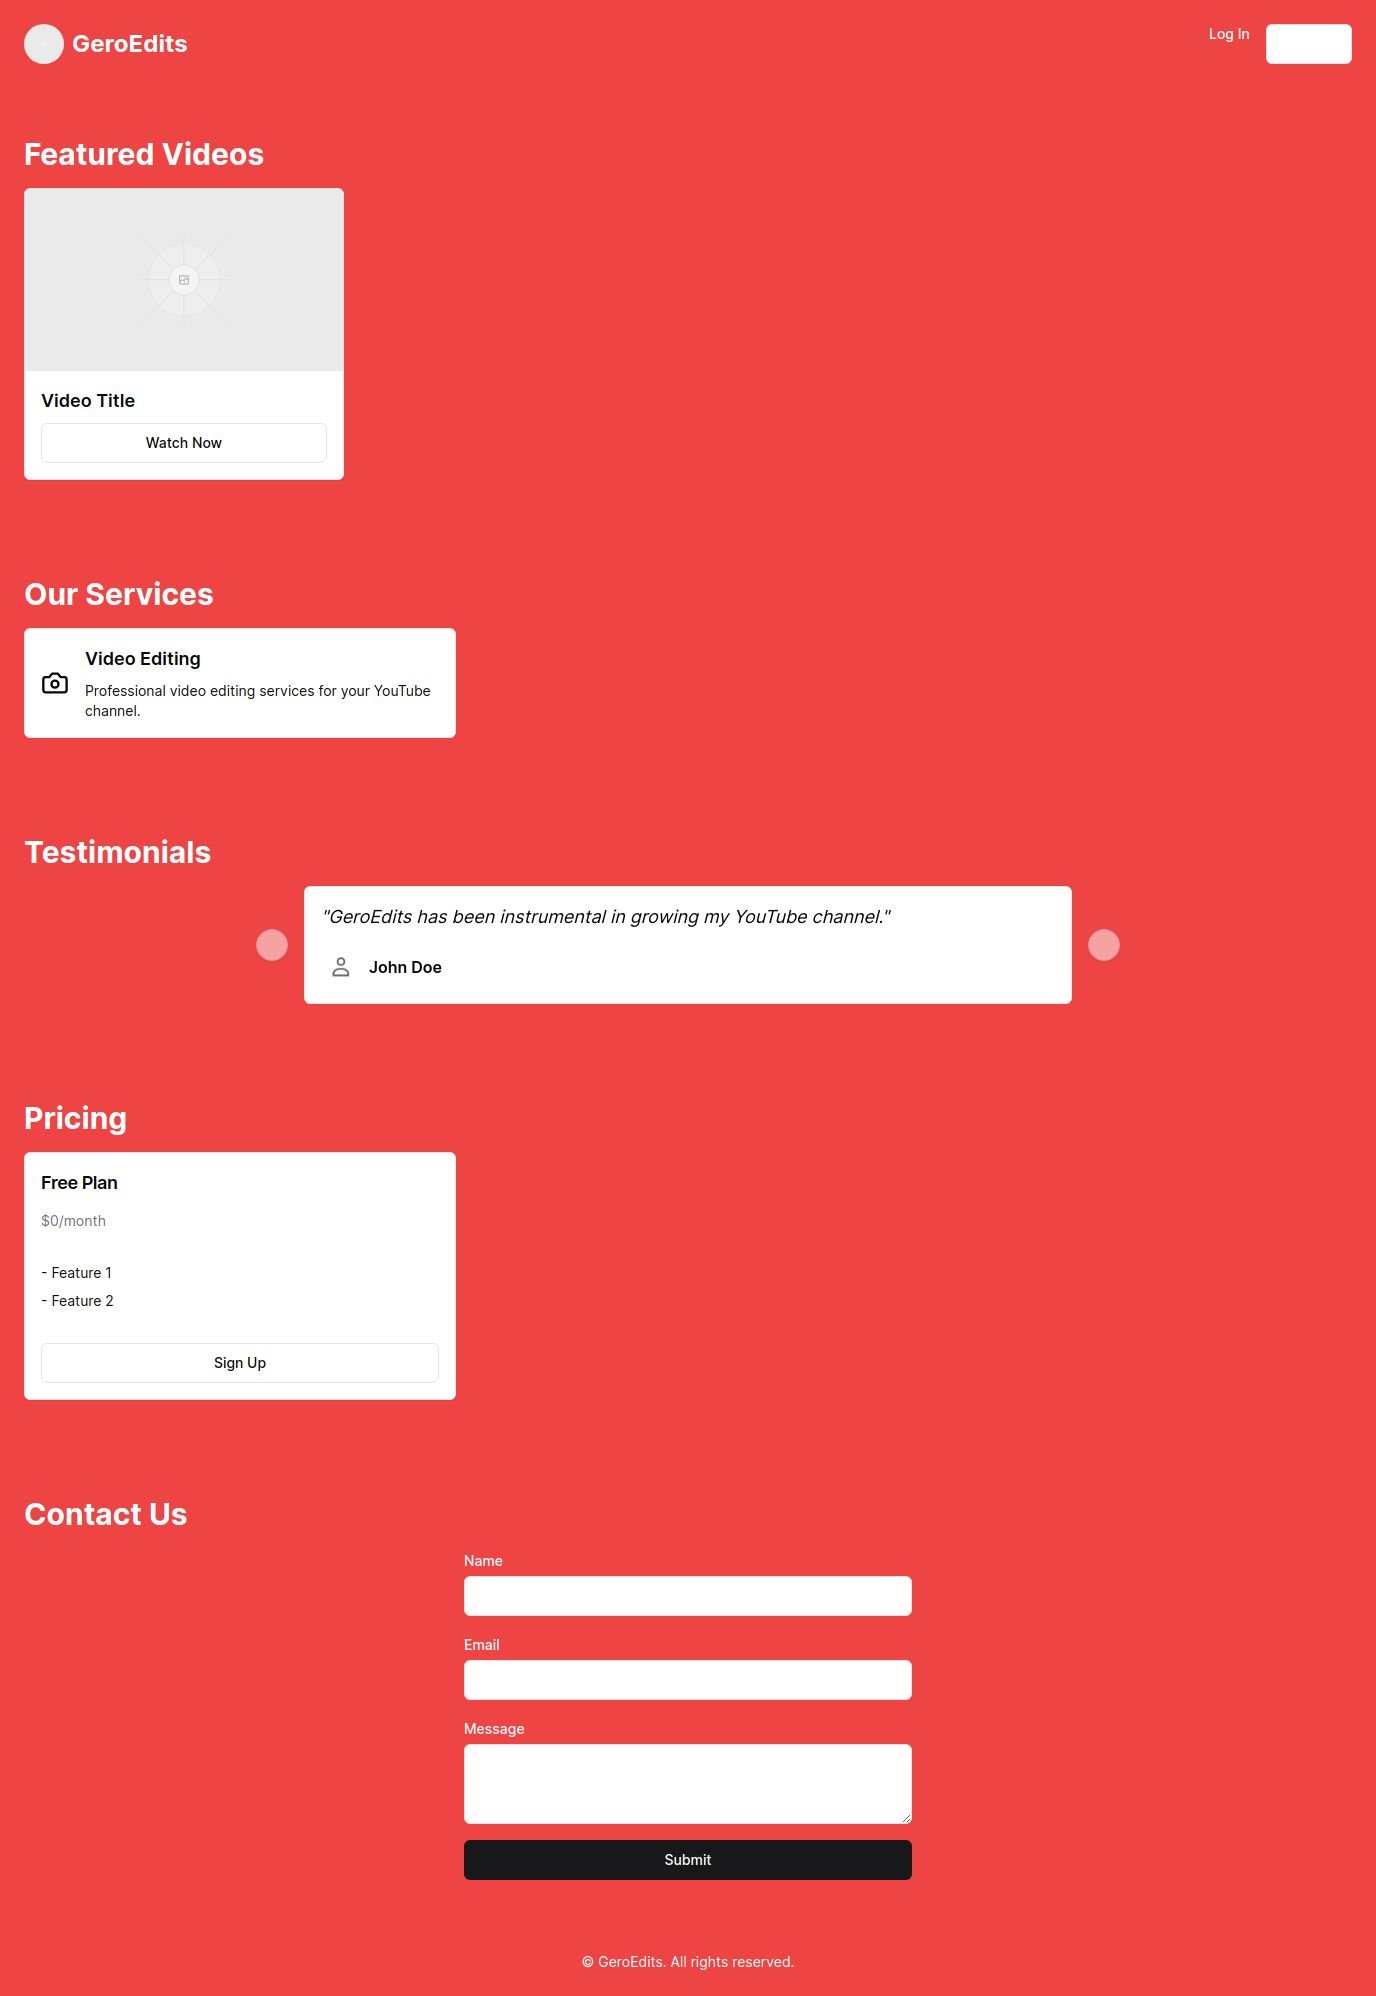 GeroEdits
Log In
Featured Videos
Video Title
Watch Now
Our Services
Video Editing
Professional video editing services for your YouTube
channel.
Testimonials
"GeroEdits has been instrumental in growing my YouTube channel."
John Doe
Pricing
Free Plan
$0/month
- Feature 1
- Feature 2
Sign Up
Contact Us
Name
Email
Message
Submit
© GeroEdits. All rights reserved.